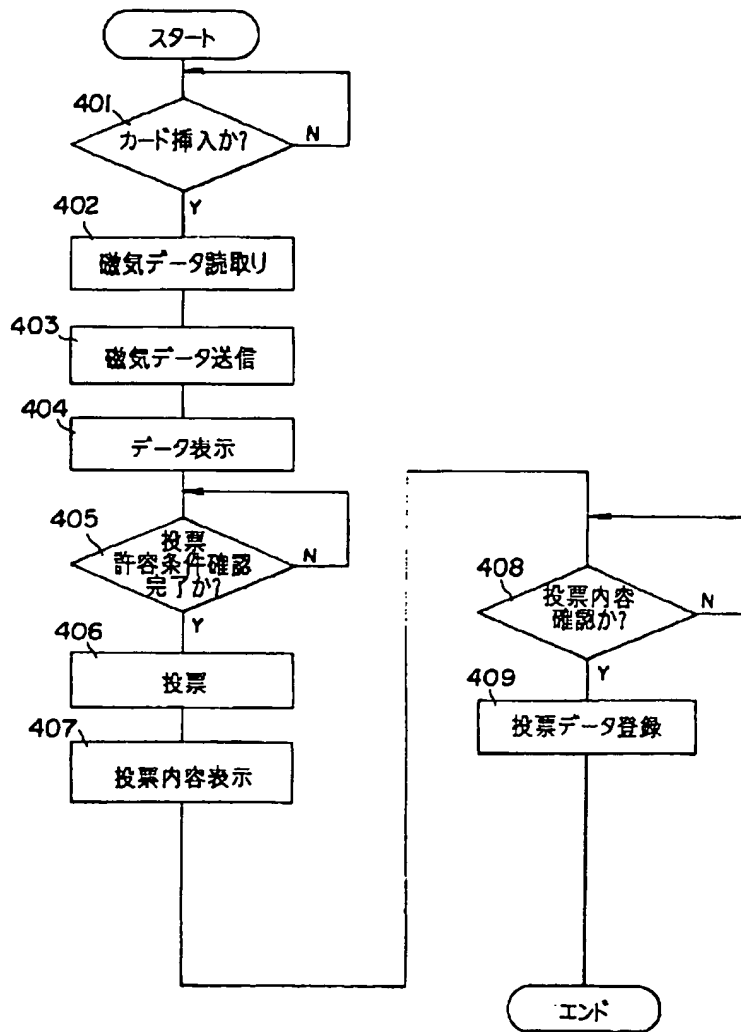 スタート
401
カード挿入か?
N
Y
402
磁気データ読取り
403
磁気データ送信
404
データ表示
405
投票
許容条件確認
完了か?
N
Y
406
投票
407
投票内容表示
408
投票内容
確認か?
N
Y
409
投票データ登録
エンド